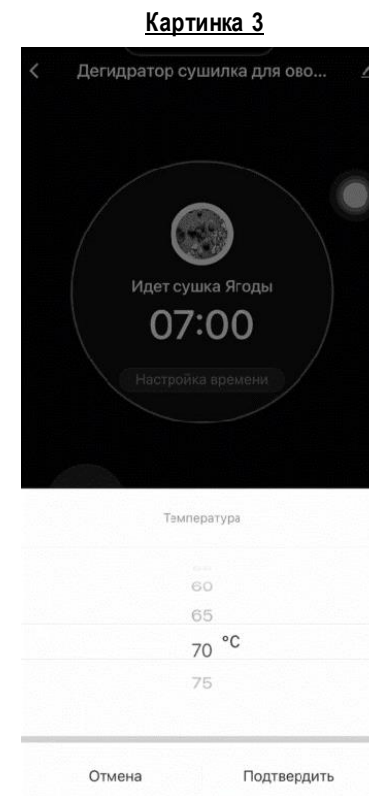 Картинка 3
Дегидратор сушилка для ово...
Идет сушка Ягоды
07:00
Настройка времени
Температура
60
65
70 °C
75
Отмена
Подтвердить